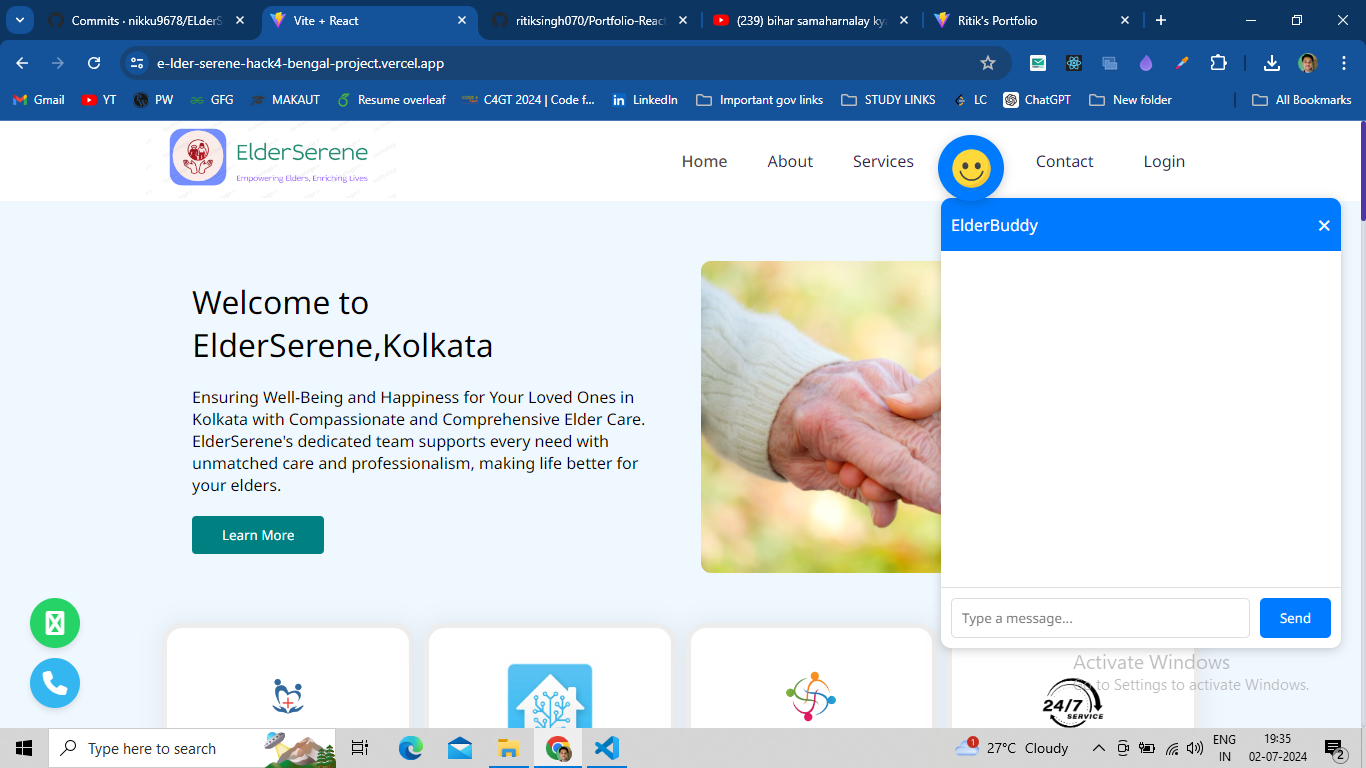 Commits · nikku9678/ELderS
Vite + React
ritiksingh070/Portfolio-React
(239) bihar samaharnalay kya
Ritik's Portfolio
e-lder-serene-hack4-bengal-project.vercel.app
Gmail
YT
PW
GFG
MAKAUT
Resume overleaf
C4GT 2024 | Code f...
LinkedIn
Important gov links
STUDY LINKS
LC
ChatGPT
New folder
All Bookmarks
ElderSerene
Empowering Elders, Enriching Lives
Home
About
Services
Contact
Login
ElderBuddy
Welcome to
ElderSerene,Kolkata
Ensuring Well-Being and Happiness for Your Loved Ones in
Kolkata with Compassionate and Comprehensive Elder Care.
ElderSerene's dedicated team supports every need with
unmatched care and professionalism, making life better for
your elders.
Learn More
Type a message...
Send
24/7
SERVICE
Activate Windows
Go to Settings to activate Windows.
Type here to search
1
27°C Cloudy
ENG
IN
19:35
02-07-2024
2